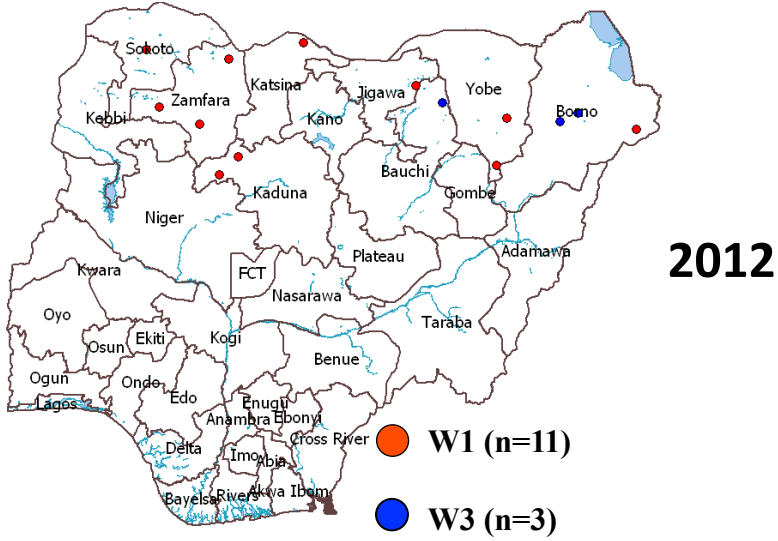 Sokoto
Katsina
Jigawa
Yobe
Borno
Zamfara
Kebbi
Kano
Bauchi
Gombe
Kaduna
Niger
Adamawa
Plateau
2012
FCT
Kwara
Nasarawa
Taraba
Oyo
Kogi
Ekiti
Osun
Benue
Ogun
Ondo
Edo
Lagos
Enugu
Anambra
Ebonyi
Cross River
W1 (n=11)
Delta
Imo
Abia
Bayelsa
Rivers
Akwa Ibom
W3 (n=3)